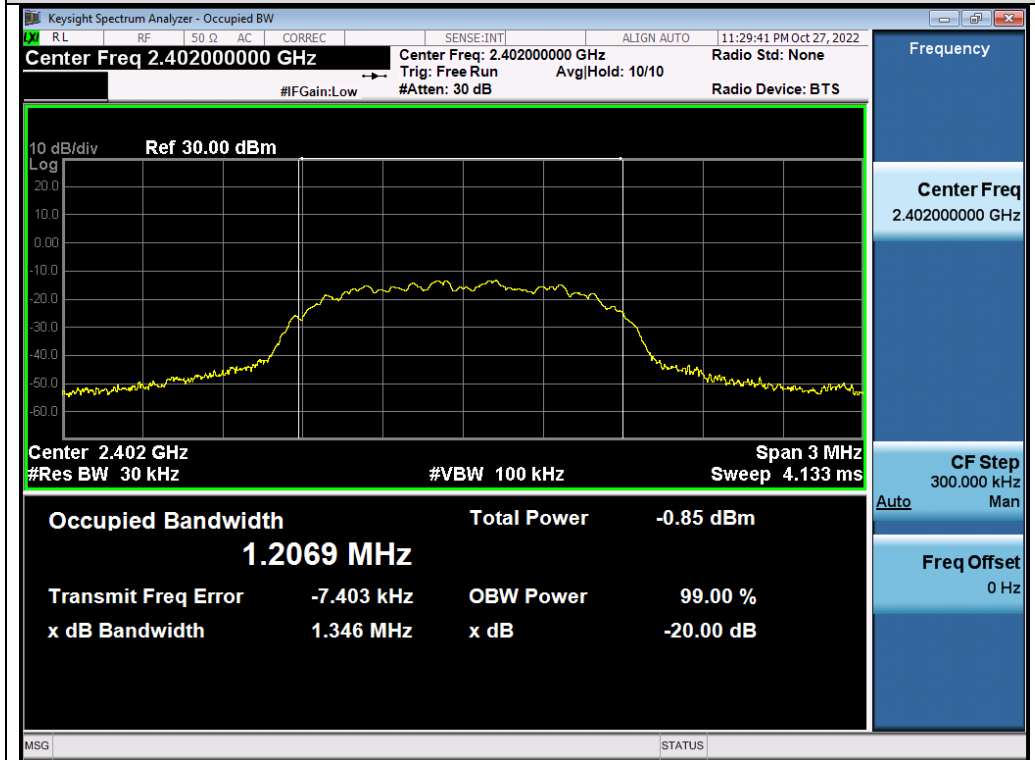 Keysight Spectrum Analyzer - Occupied BW
LXI RL RF 50 Ω AC CORREC SENSE:INT ALIGN AUTO 11:29:41 PM Oct 27, 2022
Center Freq 2.402000000 GHz
Center Freq: 2.402000000 GHz
Radio Std: None
Trig: Free Run Avg|Hold: 10/10
#IFGain:Low
#Atten: 30 dB
Radio Device: BTS
10 dB/div Ref 30.00 dBm
Log
20.0
10.0
0.00
-10.0
-20.0
-30.0
-40.0
-50.0
-60.0
Center 2.402 GHz Span 3 MHz
#Res BW 30 kHz #VBW 100 kHz Sweep 4.133 ms
Occupied Bandwidth Total Power -0.85 dBm
1.2069 MHz
Transmit Freq Error -7.403 kHz OBW Power 99.00 %
x dB Bandwidth 1.346 MHz x dB -20.00 dB
Frequency
Center Freq
2.402000000 GHz
CF Step
300.000 kHz
Auto Man
Freq Offset
0 Hz
MSG STATUS